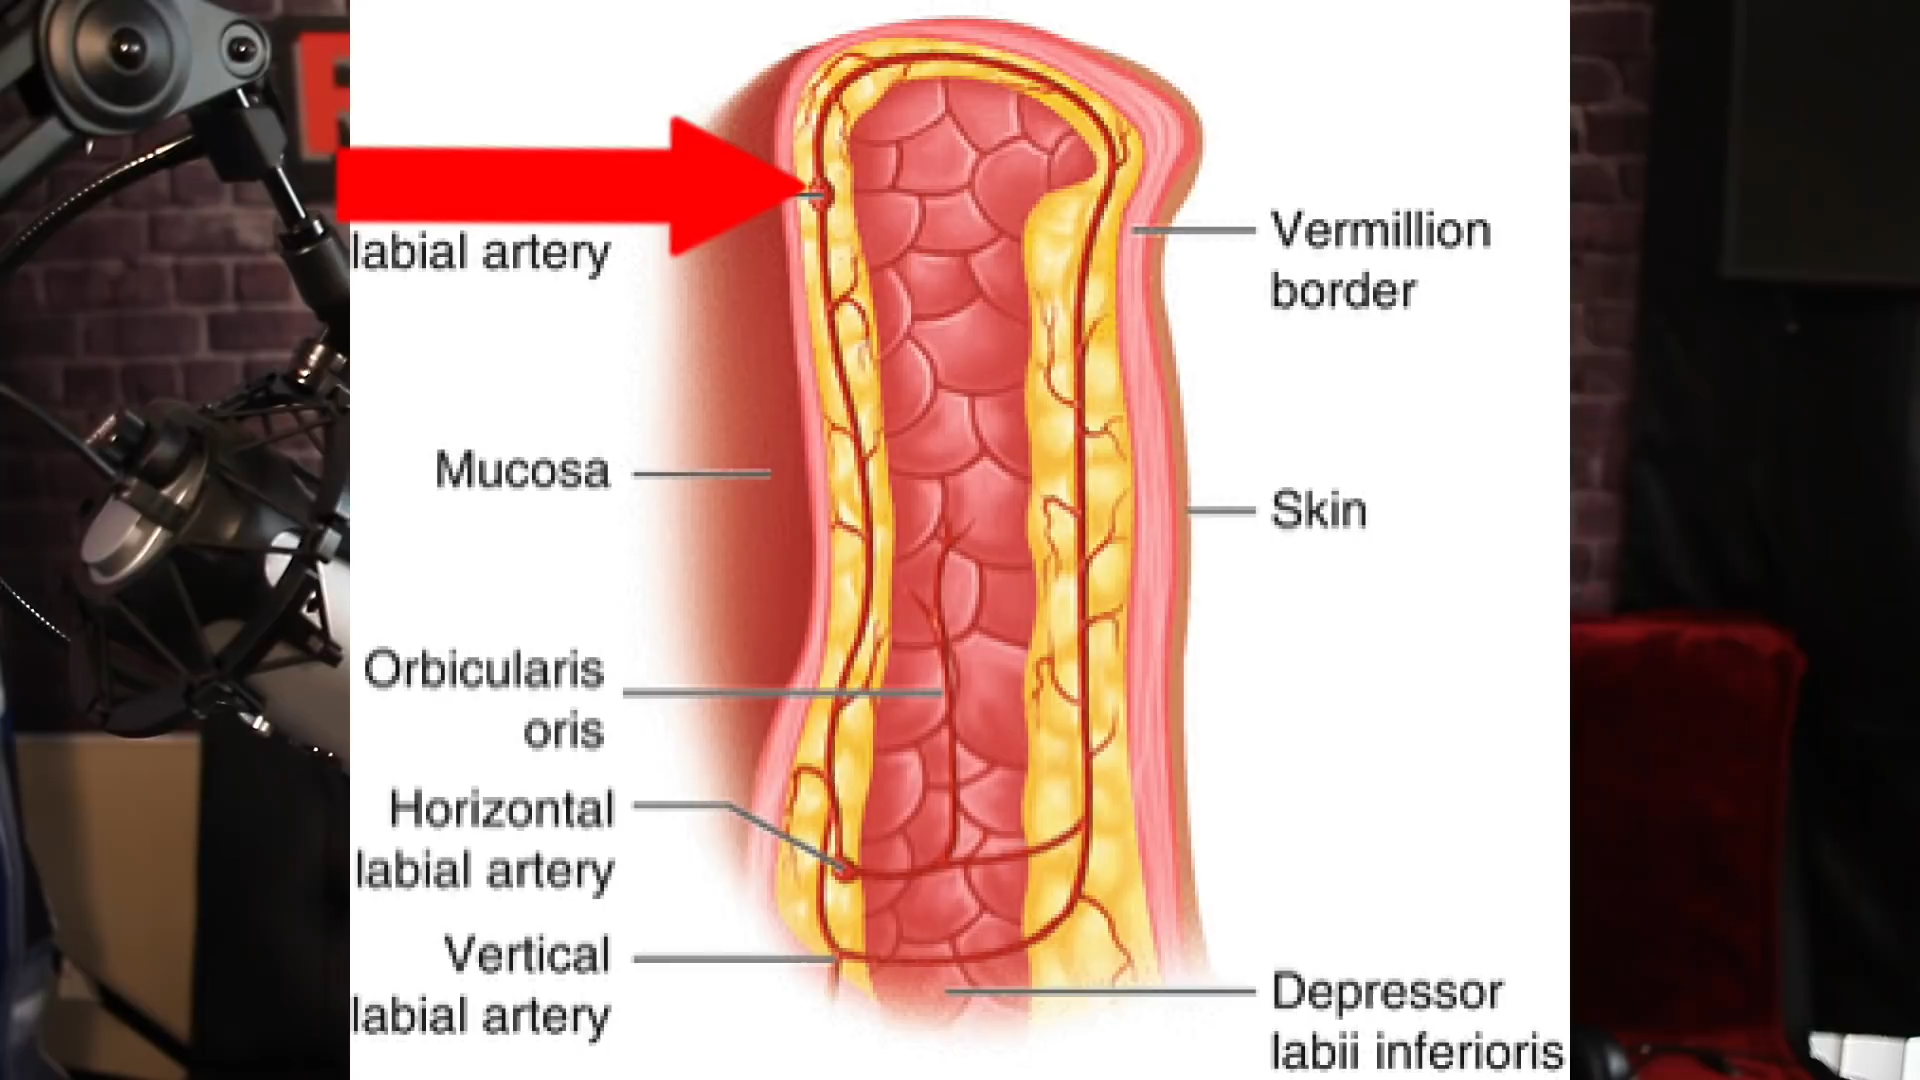 labial artery
Mucosa
Orbicularis
oris
Horizontal
labial artery
Vertical
labial artery
Vermillion
border
Skin
Depressor
labii inferioris